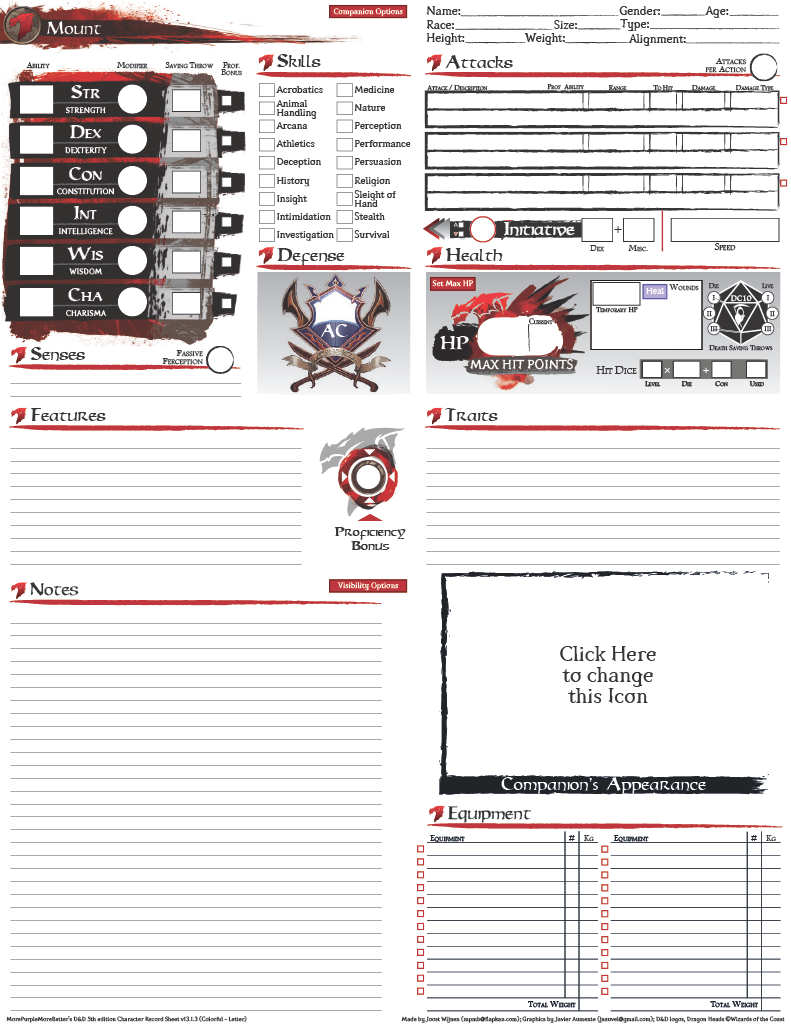 Mount
Companion Options
Name: Gender: Age:
Race: Size: Type:
Height: Weight: Alignment:
Ability Modifier Saving Throw Prof. Bonus
Str
Strength
Dex
Dexterity
Con
Constitution
Int
Intelligence
Wis
Wisdom
Cha
Charisma
Skills
Acrobatics Medicine
Animal Handling Nature
Arcana Perception
Athletics Performance
Deception Persuasion
History Religion
Insight Sleight of Hand
Intimidation Stealth
Investigation Survival
Attacks
Attacks per Action
Attack / Description Prof Ability Range To Hit Damage Damage Type
Initiative
+
Dex Misc. Speed
Defense
AC
Health
Set Max HP
HP
Current
Max Hit Points
Heal Wounds
Temporary HP
Die Live
DC10
I I
II II
III III
Death Saving Throws
Hit Dice × +
Level Die Con Used
Senses
Passive Perception
Features
Proficiency
Bonus
Traits
Notes
Visibility Options
Click Here
to change
this Icon
Companion's Appearance
Equipment
Equipment # Kg Equipment # Kg
Total Weight Total Weight
MorePurpleMoreBetter's D&D 5th edition Character Record Sheet v13.1.3 (Colorful - Letter)
Made by Joost Wijnen (mpmb@flapkan.com); Graphics by Javier Aumente (jaauvel@gmail.com); D&D logos, Dragon Heads ©Wizards of the Coast